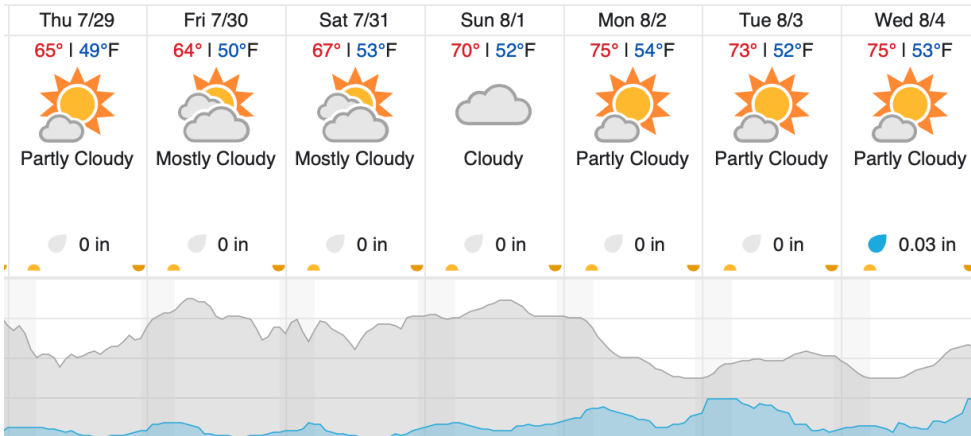 Thu 7/29 Fri 7/30 Sat 7/31 Sun 8/1 Mon 8/2 Tue 8/3 Wed 8/4
65° | 49°F 64° | 50°F 67° | 53°F 70° | 52°F 75° | 54°F 73° | 52°F 75° | 53°F
Partly Cloudy Mostly Cloudy Mostly Cloudy Cloudy Partly Cloudy Partly Cloudy Partly Cloudy
0 in 0 in 0 in 0 in 0 in 0 in 0.03 in